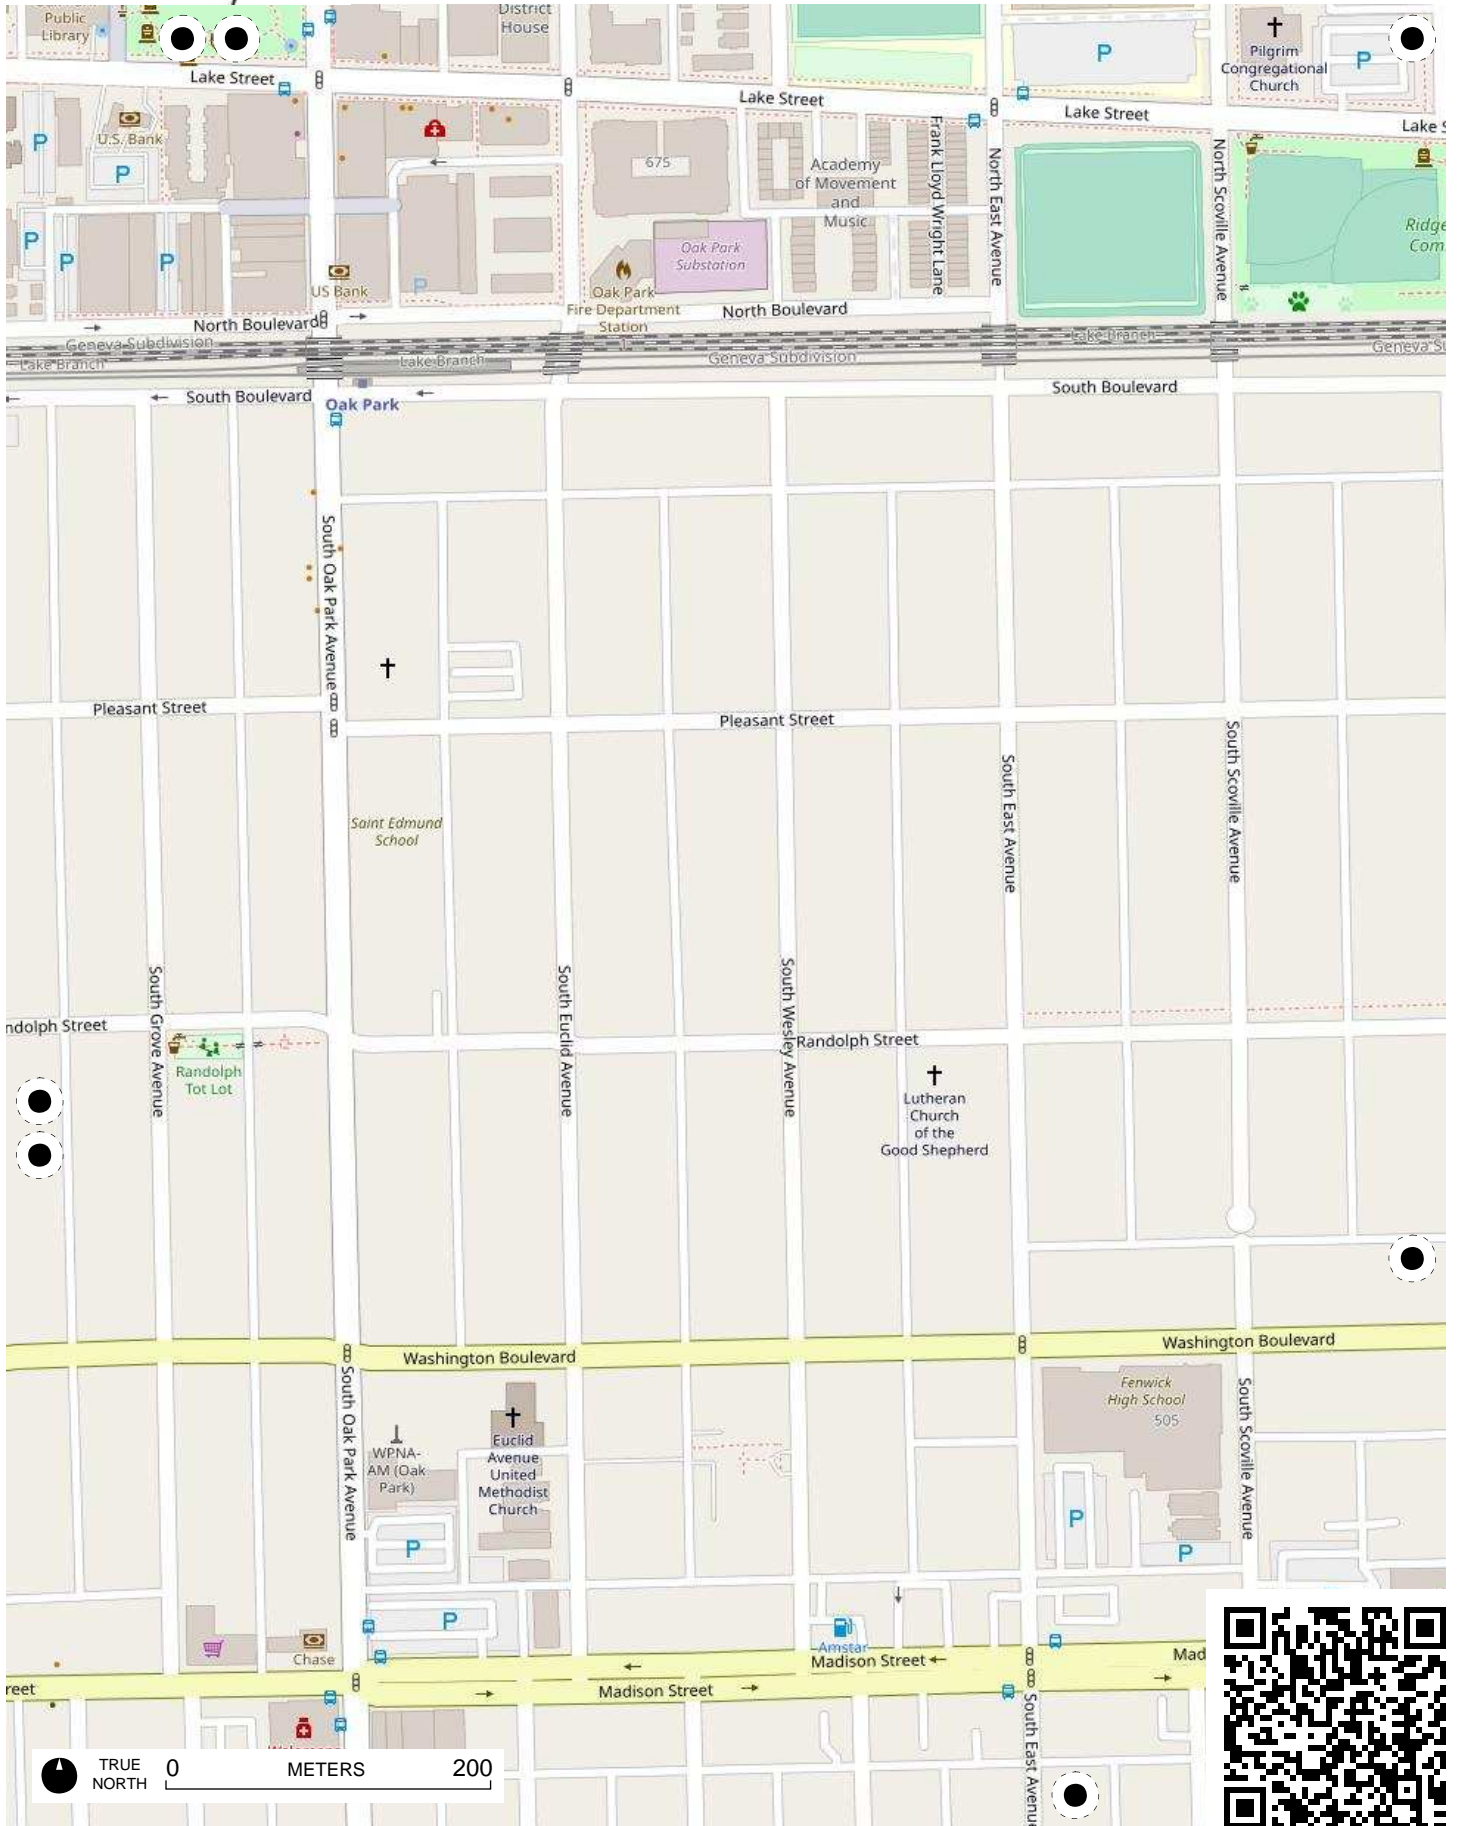 Public
Library
District
House
Pilgrim
Congregational
Church
P
P
Lake Street
Lake Street
Lake Street
Lake S
U.S. Bank
P
P
675
Academy
of Movement
and
Music
Frank Lloyd Wright Lane
North East Avenue
North Scoville Avenue
Ridge
Com
P
P
P
P
US Bank
Oak Park
Substation
Oak Park
Fire Department
Station
1
North Boulevard
North Boulevard
Geneva Subdivision
Lake Branch
Lake Branch
Geneva Subdivision
Lake Branch
Geneva Su
South Boulevard
Oak Park
South Boulevard
South Oak Park Avenue
Pleasant Street
Pleasant Street
South East Avenue
South Scoville Avenue
Saint Edmund
School
South Grove Avenue
South Euclid Avenue
South Wesley Avenue
ndolph Street
Randolph Street
Randolph
Tot Lot
Lutheran
Church
of the
Good Shepherd
Washington Boulevard
Washington Boulevard
South Oak Park Avenue
Fenwick
High School
505
South Scoville Avenue
WPNA-
AM (Oak
Park)
Euclid
Avenue
United
Methodist
Church
P
P
P
P
Amstar
Chase
Madison Street
Mad
reet
Madison Street
South East Avenue
TRUE
NORTH
0
METERS
200